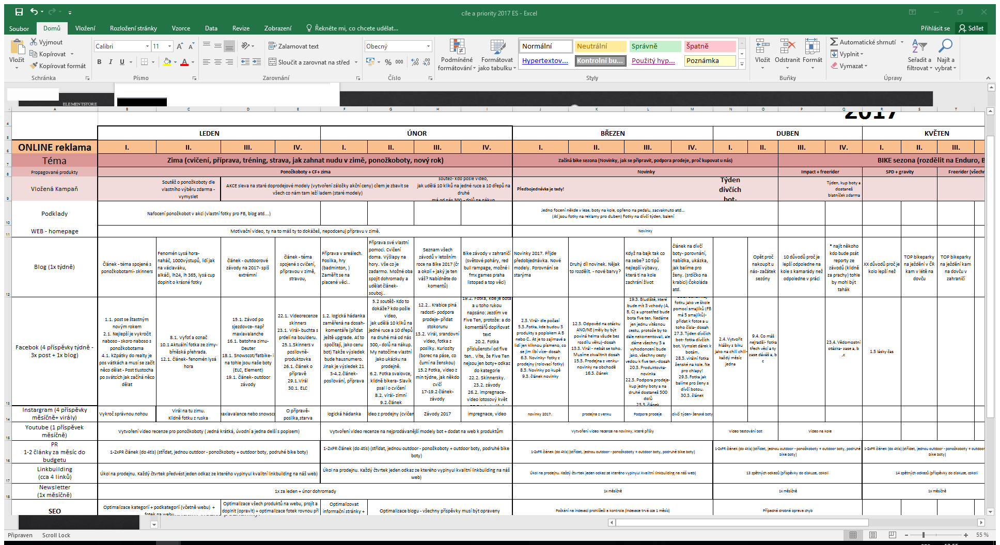 cíle a priority 2017 ES - Excel
Soubor Domů Vložení Rozložení stránky Vzorce Data Revize Zobrazení Řekněte mi, co chcete udělat... Přihlásit se Sdílet
Vložit
Vyjmout
Kopírovat
Kopírovat formát
Schránka
Calibri 11
B I U
Písmo
Zalamovat text
Sloučit a zarovnat na střed
Zarovnání
Obecný
% 000
Číslo
Podmíněné formátování
Formátovat jako tabulku
Normální Neutrální Správně Špatně
Hypertextov... Kontrolní bu... Použitý hyp... Poznámka
Styly
Vložit Odstranit Formát
Buňky
Automatické shrnutí
Vyplnit
Vymazat
Seřadit a filtrovat
Najít a vybrat
Úpravy
ELEMENTSTORE
A B C D E F G H I J K L M N O P Q R S T
4 2017
5 LEDEN ÚNOR BŘEZEN DUBEN KVĚTEN
6 ONLINE reklama I. II. III. IV. I. II. III. IV. I. II. III. IV. I. II. III. IV. I. II. III.
7 Téma Zima (cvičení, příprava, tréning, strava, jak zahnat nudu v zimě, ponožkoboty, nový rok) Začíná bike sezona (Novinky, jak se připravit, podpora prodeje, proč kupovat u nás) BIKE sezona (rozdělit na Enduro, B
8 Propagované produkty Ponožkoboty + CF+ zima Novinky Impact + freerider SPD + gravity Freerider (všechn
9 Vložená Kampaň
Soutěž o ponožkoboty dle
vlastního výběru zdarma -
vymyslet
AKCE sleva na staré doprodejové modely (vytvoření záložky akční ceny) cílem je zbavit se
všech co nám tam leží ladem (staré modely)
soutěž- kdo pošle video,
jak udělá 10 kliků na jedné ruce a 10 dřepů na
druhé
má od nás 300,- dolů na nákup
Předbojednávka je tady!
Týden
dívčích
bot-
Týden, kup boty a
dostaneš
blatníček zdarma
10 Podklady
Nafocení ponožkobot v akci (vlastní fotky pro FB, blog atd...)
Jedno focení někde v lese, boty na kole, opřeno na pedalu, zacvaknuto atd...
(Ať jsou fotky na reklamy pro duben) Fotky na dívčí týden, balení
11 WEB - homepage Motivační video, ty na to máš ty to dokážeš, nepodcenuj přípravu v zimě. Novinky
12 Blog (1x týdně)
Článek - téma spojené s
ponožkobotami- skinners
Fenomén Lysá hora-
naháč, 1000výstupů, lidí jak
na václaváku,
alkáči, lh24, lh 365, lysá cup
doplnit o krásné fotky
článek - outdoorové
závody na 2017- spíš
extrémní
článek - téma
spojené s cvičení,
přípravou v zimě,
stravou,
Příprava v areálech.
Posilka, hry
(badminton, )
Zaměřit se na
placené věci..
Příprava své vlastní
pomoci. Cvičení
doma. Výšlapy na
hory. Vše co je
zadarmo. Možné oba
spojit dohromady a
udělat článek-
souboj..
Seznam všech
závodů v letošním
roce na Bike 2017 (čr
a okolí + jaký je ten
váš? Nabídněte do
komentů)
Bike závody v zahraničí
(světové poháry, red
bull rampage, možné i
fmx games praha
listopad a top věci)
Novinky 2017. Přijde
předobjednávka. Nové
modely. Porovnání se
starýma
Druhý díl novinek. Nějak
to rozdělit. - nové barvy?
Když na bajk tak co
na sebe? 10 tipů
nejlepší výbavy,
která ti na kole
zachrání život
článek na dívčí
boty- porovnání,
nabídka, ukázka,
jak balíme pro
ženy. (srdíčko na
krabici) Čokoláda
atd.
Opět proč
nakoupit u
nás- začátek
sezóny
10 důvodů proč je
lepší odpoledne na
kole s kamarády než
odpoledne v práci
* najít někoho
kdo bude psát
reporty ze
závodů (klidně
za prachy) tohle
by mohl být
tahák
XX důvodů proč je
kolo lepší než
TOP bikeparky
na ježdění v ČR
kam v létě na
dovču
TOP bikeparky
na ježdění kam
na dovču v
zahraničí
13 Facebok (4 příspěvky týdně -
3x post + 1x blog)
1.1. post se štastným
novým rokem
2.1. Nejlepší je vykročit
naboso - skoro naboso s
ponožkobotama
4.1. kZpátky do realty je
pos vátkách a musí se začít
něco dělat - Post tlustocha
po svátcích jak začíná něco
dělat
8.1. Vyfoť a označ
10.1 Aktuální fotka ze zimy-
brněnská přehrada.
12.1. článek- fenomén lysá
hora
15.1. Závod po
sjezdovce- např
maxiavalanche
16.1. batohna zimu-
Deuter
18.1. Snowscot/fatbike- i
na tohle jsou naše boty
(ELC, Element)
19.1. článek- outdoor
závody
22.1. Videorecenze
skinners
23.1. Virál- buchta s
prdelí na boulderu.
25.1.Skinners v
posilovně-
produktovka
26.1. článek o
přípravě
29.1.Virál
30.1. ELC
1.2. logická hádanka
zaměřená na dosah-
komentáře (přidat
ještě upgrade. Ať to
spočítají, jako cenu
bot) Takže výsledek
bude hausnumero.
Jinak je výsledek 21
3-4.2.článek-
posilování, příprava
5.2 soutěž- Kdo to
dokáže? kdo pošle
video,
jak udělá 10 kliků na
jedné ruce a 10 dřepů
na druhé má od nás
300,- dolů na nákup.
My natočíme vlastní
jako ukázku na
prodejně.
6.2. Fotka svalovce,
klidně bikera- Slavík
psal i o cvičení
8.2. virál- zimní
9.2.článek
12.2.. Krabice plná
radosti- podpora
prodeje- přidat
stokorunu
13.2. Virál, srandovní
video, fotka z
posilky. Kuriozity
(borec na páse, co
čumí na ženskou)
15.2 Fotka, video z
min týdne, jak někdo
cvičí
17-19.2 článek-
závody
19.2. Fotka, kde je bota
a u toho rukou
napsáno: Jezdím ve
Five Ten, protože: a do
komentářů doplňovat
text
20.2. Fotka
příslušenství od five
ten.. Víte, že Five Ten
nejsou jen boty+ odkaz
do kategorie
22.2. Skinnersky.
23.2. závody
26.2. impregnace-
video lotosový květ
2.3. Virál- dle počasí
5.3..Fotka, kde budou 3
produkty s popiskem A B
nebo C.. At je to zajimavé a
lidi jen kliknou písmeno, co
se jim líbí více- dosah
6.3. Novinky- fotky z
prodejny (rolovací fotky)
8.3. Novinky po kupě
9.3. článek novinky
12.3. Odpověd na otázku
ANO/NE (měly by být
poviná helma všude bez
rozdílu věku)-dosah
13.3. Virál - nebát se toho.
Musíme zkvalitnit dosah
15.3. Prodejna z venku-
novinky na obchodě
16.3. článek
19.3. Bludiště, které
bude mít 3 vchody (A,
B, C) a uprostřed bude
bota five ten. Nedáme
jen jednu vítěznou
cestu, protože by to
dále nekomentovali, ale
dáme všechny 3 a
vyhodoncení bude
jako, všechny cesty
vedou k five ten.-dosah
20.3. Produktovka-
novinka
22.3. Podpora prodeje-
kup jedny boty a na
druhé dostaneš 500
dolů
23.3. článek
fotku jako ve škole
pomocí smajlíků (FB
má 5 smajlíků)-
přidat k fotce a u
toho čísla- dosah
27.3. Týden dívčích
bot- fotka dívčích
bot. Vymslet dárek k
botám.
28.3. virální fotka
ženské na kole. Ne
pro chlapy!
29.3. Fotka jak
balíme pro ženy s
dívčí botou.
30.3. článek
2.4. Vytvořit
hlášky z biku
jako na chili chili-
každý měsíc
jedna
9.4. Co máš
nejradši- fotka
třech věcí a ty
zase dáváš a, b
c
23.4. Vědomostní
otázka- zase a, b
,c
1.5 lásky čas
14 Instargram (4 příspěvky
měsíčně+ virály)
Vykroč správnou nohou
Virál na tu zimu.
Klidně fotku z ruska
naxiavalance nebo snowsco
O přípravě-
posilka,starva
logická hádanka
ideo z prodejny (cvičen
Závody 2017
impregnace, video
novinky 2017.
prodejna z venku
Podpora prodeje
dívčí týden- ženské boty
15 Youtube (1 příspěvek
měsíčně)
Vytvoření video recenze pro ponožkoboty ( Jedná krátká, úvodní a jedna delší s popisem)
Vytvoření video recenze na nejprodávanější modely bot + dodat na web k produktům
Vytvoření video recenze na novinky, které přišly
Video testování bot
Video na kole
16 PR
1-2 články za měsíc do
budgetu
1-2xPR článek (do 4tis) (střídat, jednou outdoor - ponožkoboty + outdoor boty, podruhé bike boty)
1-2xPR článek (do 4tis) (střídat, jednou outdoor - ponožkoboty + outdoor boty, podruhé bike
boty)
1-2xPR článek (do 4tis) (střídat, jednou outdoor - ponožkoboty + outdoor boty, podruhé bike boty)
1-2xPR článek (do 4tis) (střídat, jednou outdoor - ponožkoboty + outdoor boty, podruhé
bike boty)
1-2xPR článek (do 4tis) (střídat, jednou outdoor - ponožkoboty + outdoor
bike boty)
17 Linkbuilding
(cca 4 linků)
Úkol na prodejnu. Každý čtvrtek předvést jeden odkaz ze kterého vyplnyul kvalitní linkbuilding na náš web)
Úkol na prodejnu. Každý čtvrtek jeden odkaz ze kterého vyplnyul kvalitní linkbuilding na náš
web)
Úkol na prodejnu. Každý čtvrtek jeden odkaz ze kterého vyplnyul kvalitní linkbuilding na náš web)
13 zpětných odkazů (příspěvky do diskuze, cokoli
14 zpětných odkazů (příspěvky do diskuze, cokoli
18 Newsletter
(1x měsíčně)
1x za leden + únor dohromady
1x měsíčně
1x měsíčně
1x měsíčně
SEO
Optimalizace kategorií + podkategorií (včetně webu) +
fotek na webu
Optimalizace všech produktů na webu, projít a
doplnit (opravit) + optimalizace fotek rovnou při
Optimalizovat
informační stránky +
Optimalizace blogu - všechny příspěvky musí být opraveny
Počkání na indexaci prohlížeči a kontrola (indexace trvá cca 1 měsíc)
Případná drobná oprava chyb
Připraven Scroll Lock 55 %